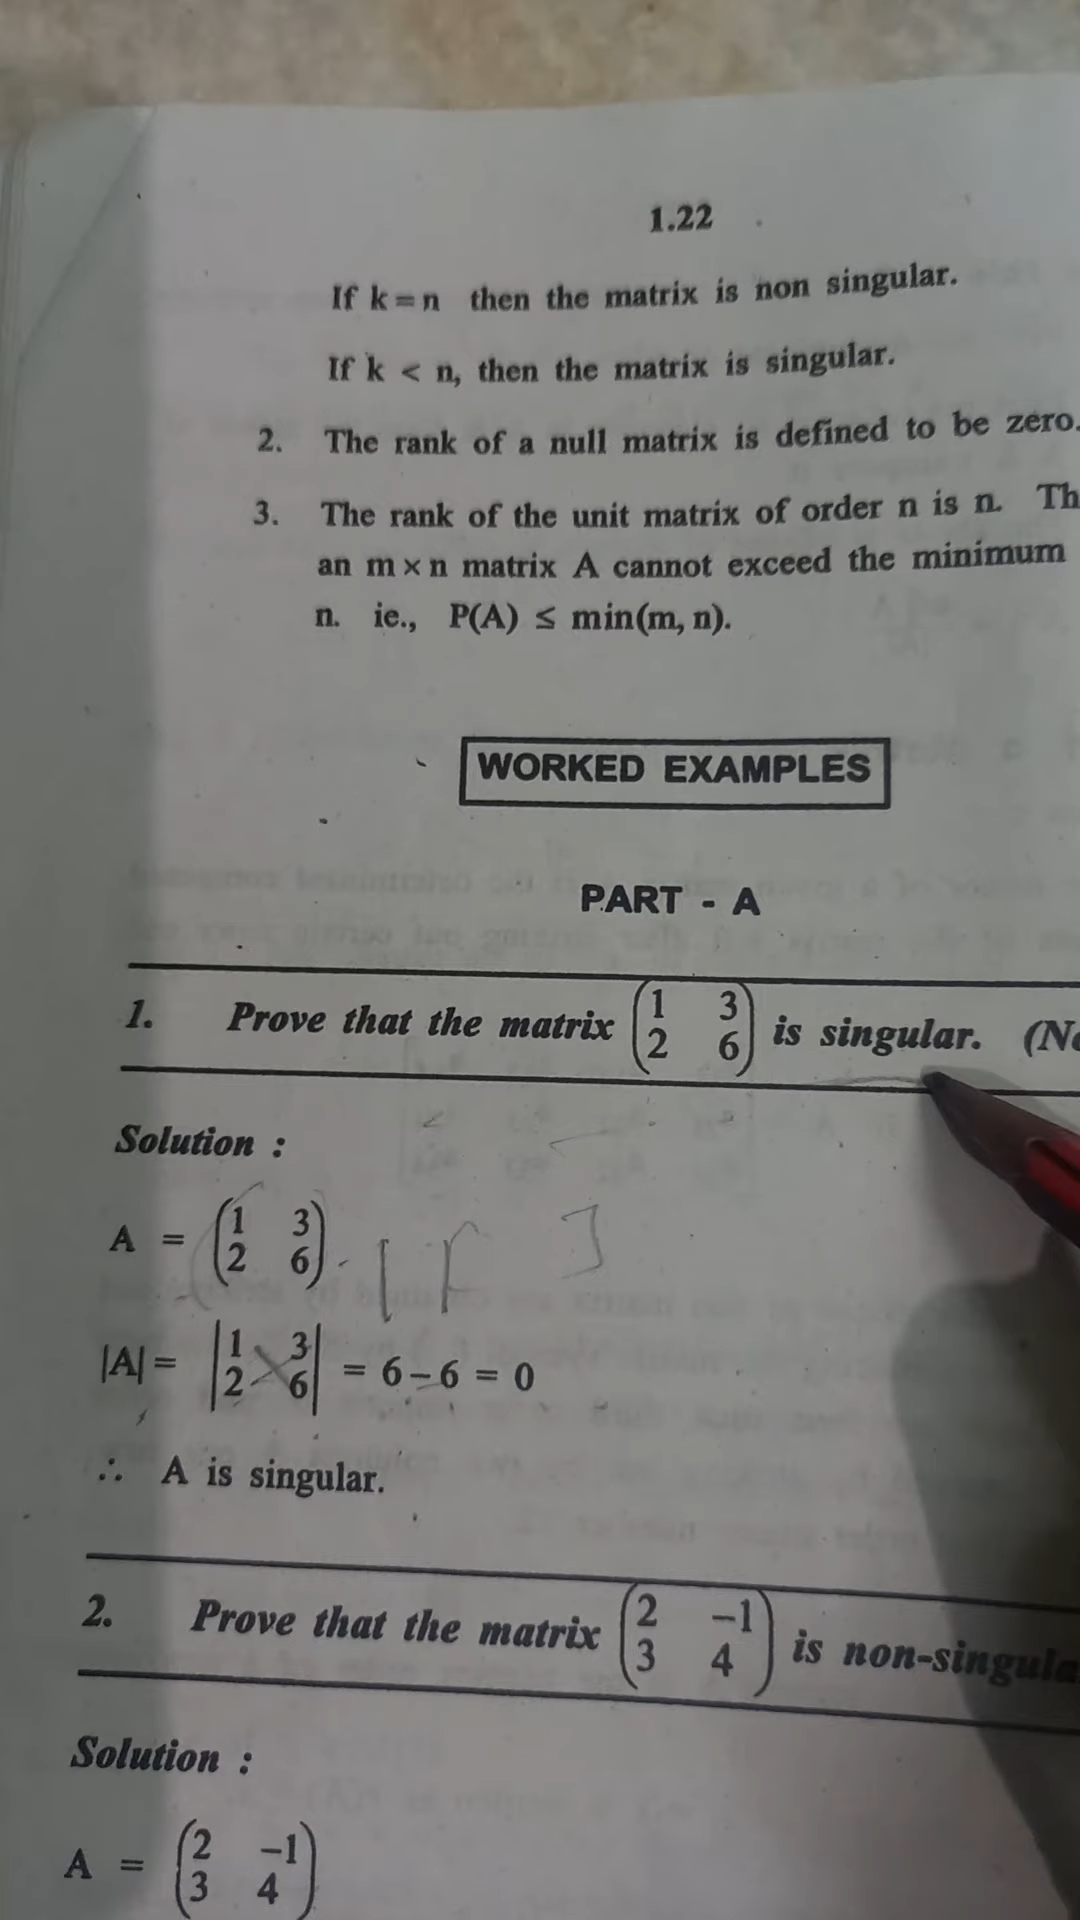 1.22
If k = n then the matrix is non singular.
If k < n, then the matrix is singular.
2. The rank of a null matrix is defined to be zero.
3. The rank of the unit matrix of order n is n. Th
an m × n matrix A cannot exceed the minimum
n. ie., P(A) ≤ min(m, n).
WORKED EXAMPLES
PART - A
1. Prove that the matrix (1 3
2 6) is singular. (No
Solution :
A = (1 3
2 6)
[ [ ]
|A| = |1 3
2 6| = 6 – 6 = 0
∴ A is singular.
2. Prove that the matrix (2 –1
3 4) is non-singula
Solution :
A = (2 –1
3 4)